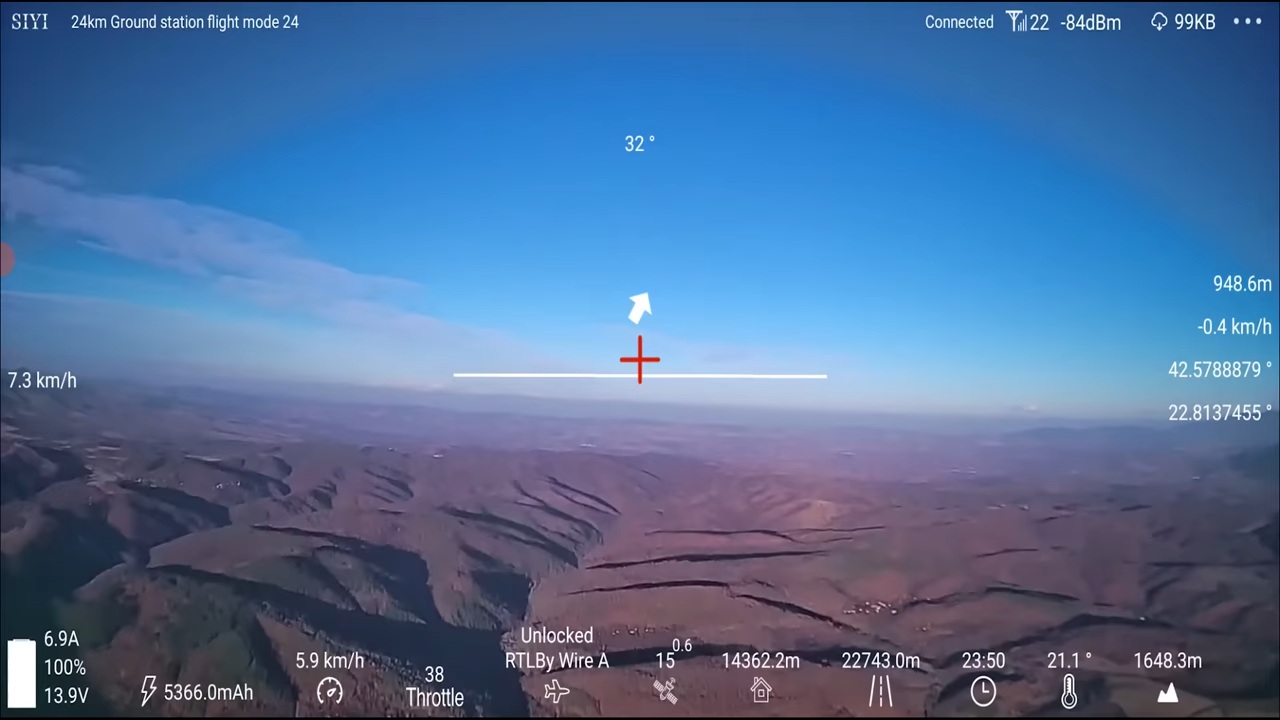 SIYI 24km Ground station flight mode 24 Connected 22 -84dBm 99KB
32 °
948.6m
-0.4 km/h
42.5788879 °
7.3 km/h
22.8137455 °
6.9A
100%
13.9V
5366.0mAh
5.9 km/h
38
Throttle
Unlocked
RTLBy Wire A
0.6
15
14362.2m
22743.0m
23:50
21.1 °
1648.3m